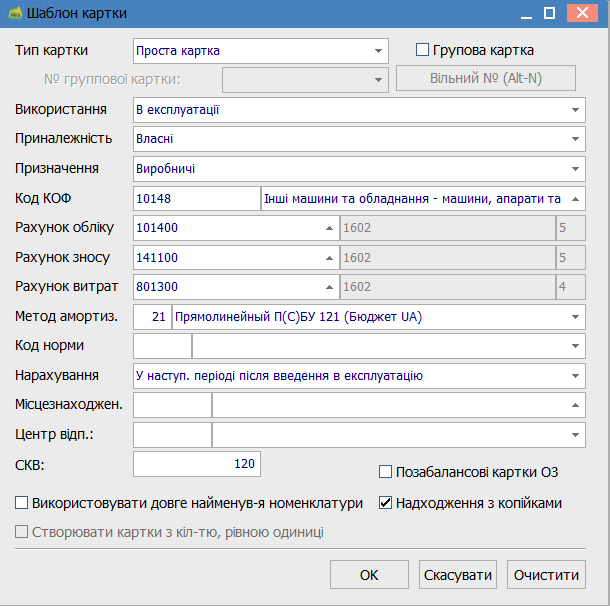 Шаблон картки
Тип картки Проста картка Групова картка
№ группової картки: Вільний № (Alt-N)
Використання В експлуатації
Приналежність Власні
Призначення Виробничі
Код КОФ 10148 Інші машини та обладнання - машини, апарати та
Рахунок обліку 101400 1602 5
Рахунок зносу 141100 1602 5
Рахунок витрат 801300 1602 4
Метод амортиз. 21 Прямолинейный П(С)БУ 121 (Бюджет UA)
Код норми
Нарахування У наступ. періоді після введення в експлуатацію
Місцезнаходжен.
Центр відп.:
СКВ: 120 Позабалансові картки ОЗ
Використовувати довге найменув-я номенклатури Надходження з копійками
Створювати картки з кіл-тю, рівною одиниці
OK Скасувати Очистити